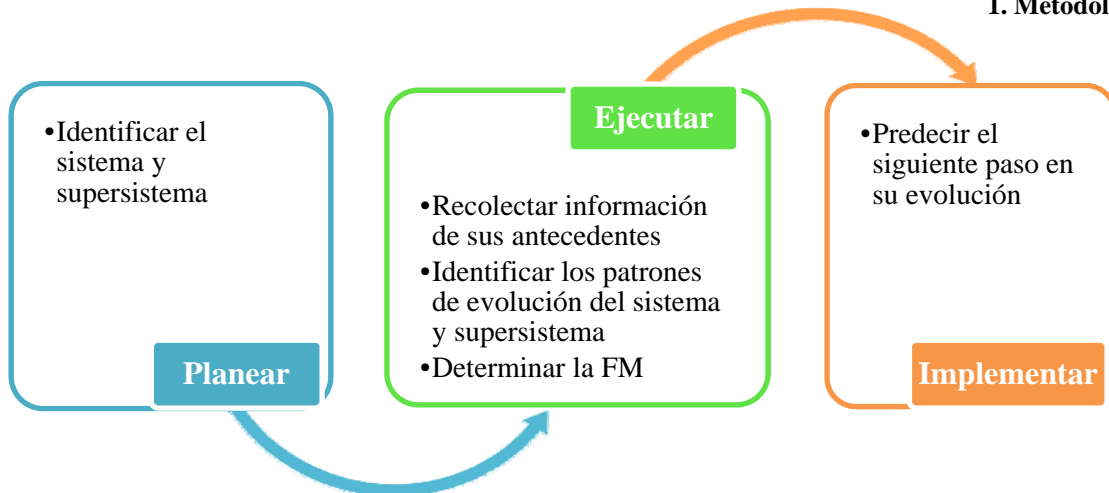 1. Metodol
•Identificar el
sistema y
supersistema
Planear
Ejecutar
•Recolectar información
de sus antecedentes
•Identificar los patrones
de evolución del sistema
y supersistema
•Determinar la FM
•Predecir el
siguiente paso en
su evolución
Implementar